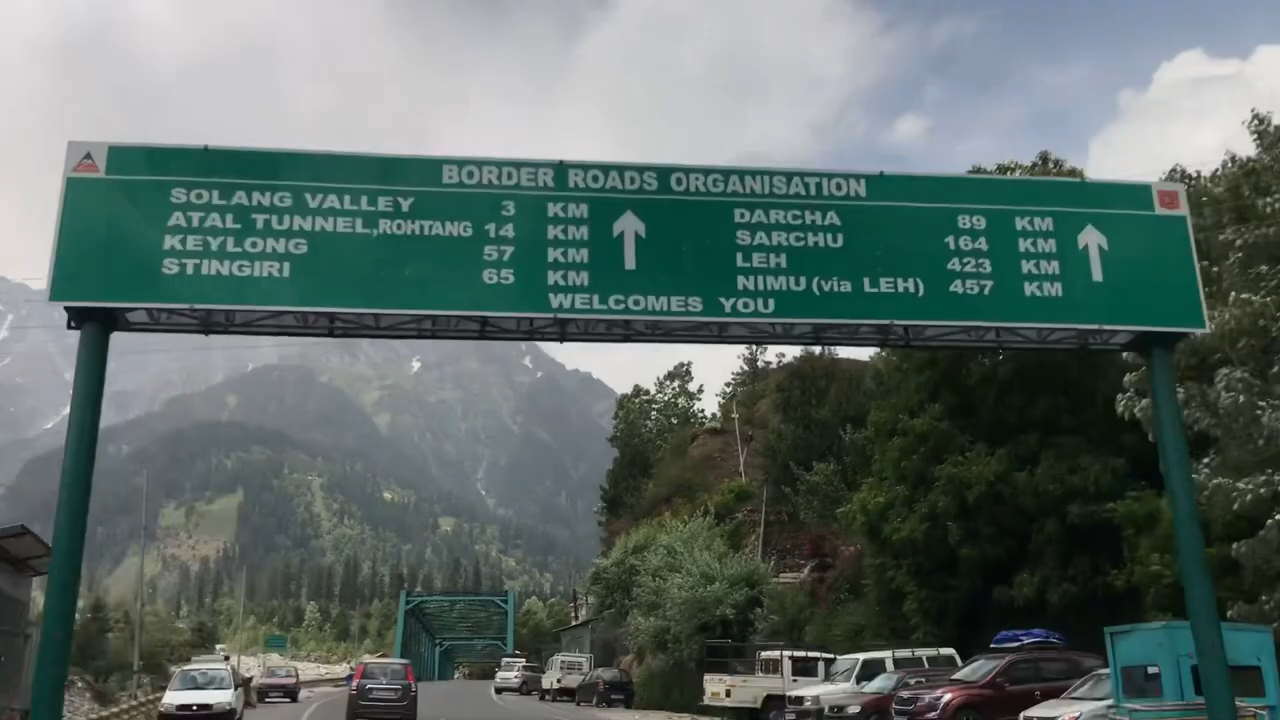 BORDER ROADS ORGANISATION
SOLANG VALLEY 3 KM
ATAL TUNNEL,ROHTANG 14 KM
KEYLONG 57 KM
STINGIRI 65 KM
DARCHA 89 KM
SARCHU 164 KM
LEH 423 KM
NIMU (via LEH) 457 KM
WELCOMES YOU